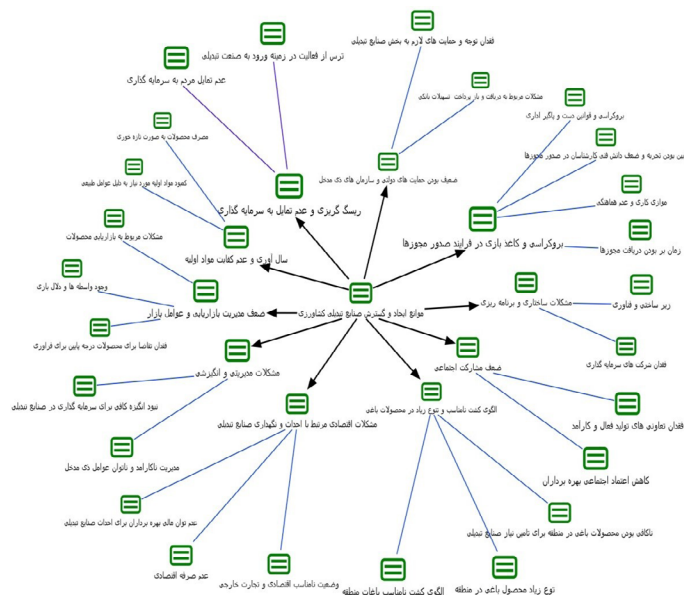 فقدان توجه و حمایت های لازم به بخش صنایع تبدیلی
ترس از فعالیت در زمینه ورود به صنعت تبدیلی
عدم تمایل مردم به سرمایه گذاری
مشکلات مربوط به دریافت و باز پرداخت تسهیلات بانکی
بروکراسی و قوانین دست و پاگیر اداری
مصرف محصولات به صورت تازه خوری
پین بودن تجربه و ضعف دانش فنی کارشناسان در صدور مجوزها
ضعیف بودن حمایت های دولتی و سازمان های ذی مدخل
کمبود مواد اولیه مورد نیاز به دلیل عوامل طبیعی
موازی کاری و عدم هماهنگی
ریسگ گریزی و عدم تمایل به سرمایه گذاری
مشکلات مربوط به بازاریابی محصولات
بروکراسی و کاغذ بازی در فرایند صدور مجوزها
زمان بر بودن دریافت مجوزها
سال آوری و عدم کفایت مواد اولیه
وجود واسطه ها و دلال بازی
مشکلات ساختاری و برنامه ریزی
زیر ساختی و فناوری
ضعف مدیریت بازاریابی و عوامل بازار
موانع ایجاد و گسترش صنایع تبدیلی کشاورزی
فقدان تقاضا برای محصولات درجه پایین برای فراوری
فقدان شرکت های سرمایه گذاری
مشکلات مدیریتی و انگیزشی
ضعف مشارکت اجتماعی
نبود انگیزه کافی برای سرمایه گذاری در صنایع تبدیلی
الگوی کشت نامناسب و تنوع زیاد در محصولات باغی
مشکلات اقتصادی مرتبط با احداث و نگهداری صنایع تبدیلی
فقدان تعاونی های تولید فعال و کارآمد
مدیریت ناکارامد و ناتوان عوامل ذی مدخل
کاهش اعتماد اجتماعی بهره برداران
عدم توان مالی بهره برداران برای احداث صنایع تبدیلی
ناکافی بودن محصولات باغی در منطقه برای تامین نیاز صنایع تبدیلی
عدم صرفه اقتصادی
وضعیت نامناسب اقتصادی و تجارت خارجی
الگوی کشت نامناسب باغات منطقه
تنوع زیاد محصول باغی در منطقه